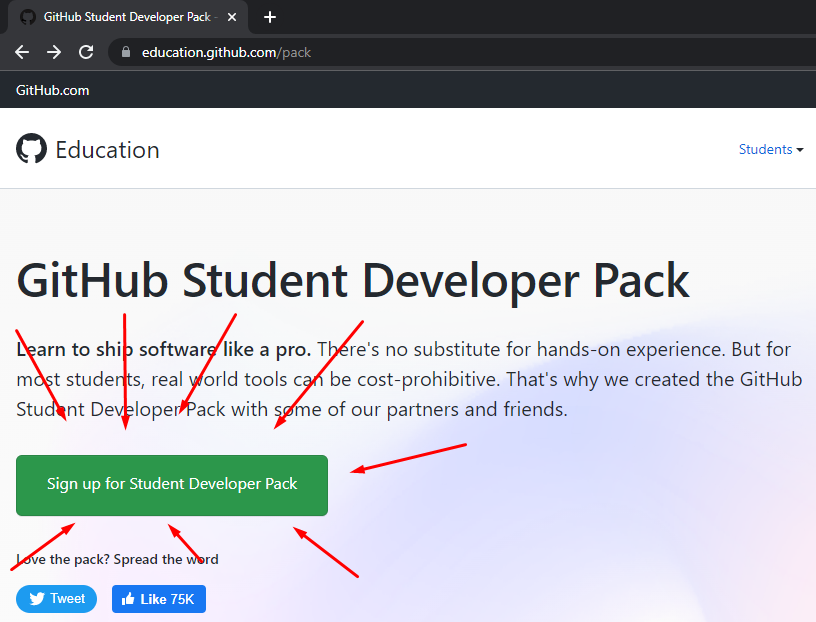 GitHub Student Developer Pack -
education.github.com/pack
GitHub.com
Education
Students
GitHub Student Developer Pack
Learn to ship software like a pro. There's no substitute for hands-on experience. But for
most students, real world tools can be cost-prohibitive. That's why we created the GitHub
Student Developer Pack with some of our partners and friends.
Sign up for Student Developer Pack
Love the pack? Spread the word
Tweet
Like 75K